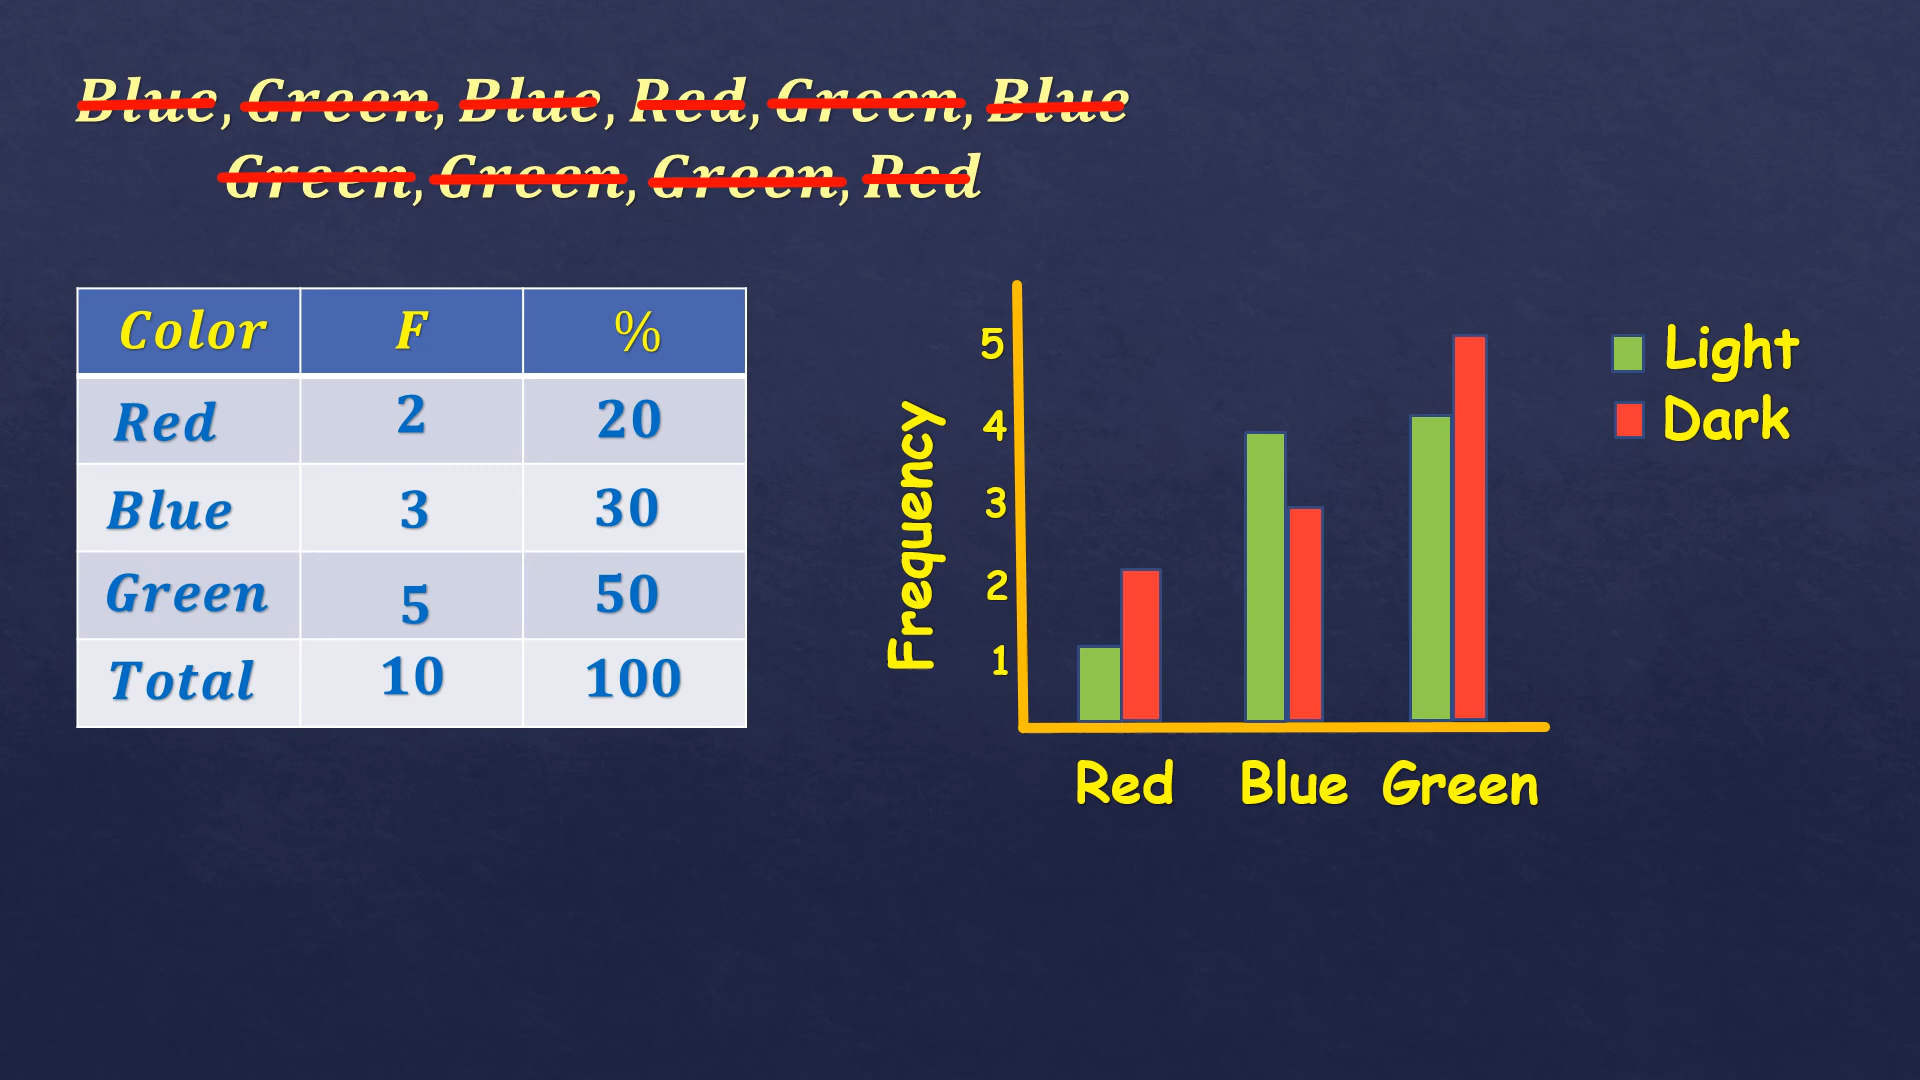 Blue, Green, Blue, Red, Green, Blue
Green, Green, Green, Red
Color F %
Red 2 20
Blue 3 30
Green 5 50
Total 10 100
Frequency
5
4
3
2
1
Red Blue Green
Light
Dark